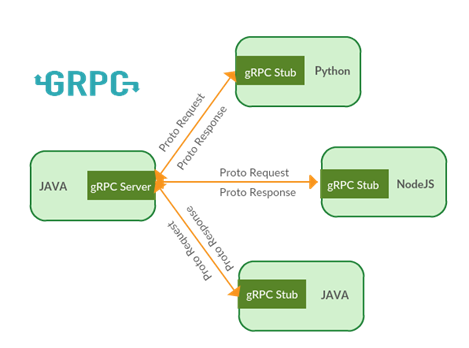 GRPC
gRPC Stub
Python
Proto Request
Proto Response
JAVA
gRPC Server
Proto Request
Proto Response
gRPC Stub
NodeJS
Proto Response
Proto Request
gRPC Stub
JAVA